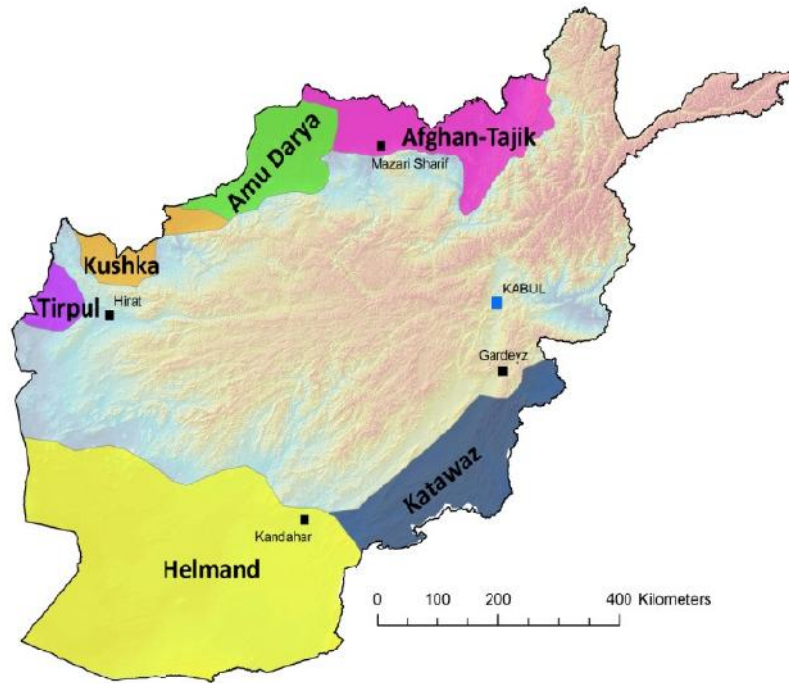 Amu Darya
Afghan-Tajik
Mazari Sharif
Kushka
Tirpul
Hirat
KABUL
Gardeyz
Katawaz
Kandahar
Helmand
0 100 200 400 Kilometers